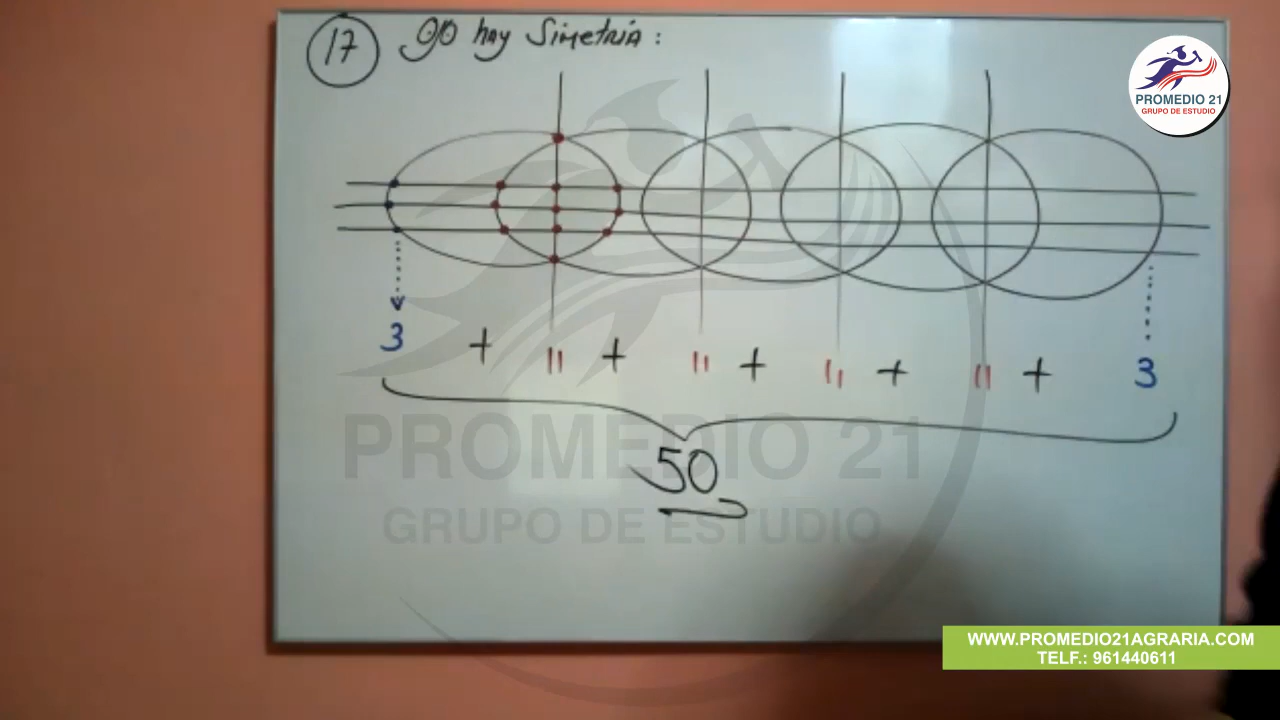 17 hay Simetría :
PROMEDIO 21
GRUPO DE ESTUDIO
3 + 11 + 11 + 11 + 11 + 3
50
PROMEDIO 21
GRUPO DE ESTUDIO
WWW.PROMEDIO21AGRARIA.COM
TELF.: 961440611